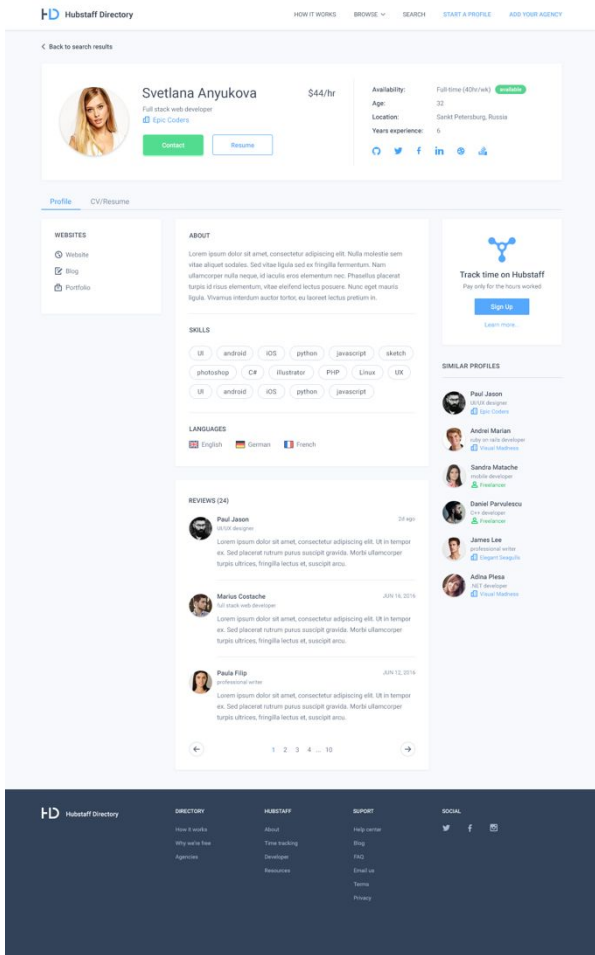 Hubstaff Directory
HOW IT WORKS
BROWSE
SEARCH
START A PROFILE
ADD YOUR AGENCY
Back to search results
Svetlana Anyukova
$44/hr
Full stack web developer
Epic Coders
Contact
Resume
Availability: Full-time (40hr/wk) available
Age: 32
Location: Sankt Petersburg, Russia
Years experience: 6
Profile
CV/Resume
WEBSITES
Website
Blog
Portfolio
ABOUT
Lorem ipsum dolor sit amet, consectetur adipiscing elit. Nulla molestie sem
vitae aliquet sodales. Sed vitae ligula sed ex fringilla fermentum. Nam
ullamcorper nulla neque, id iaculis eros elementum nec. Phasellus placerat
turpis id risus elementum, vitae eleifend lectus posuere. Nunc eget mauris
ligula. Vivamus interdum auctor tortor, eu laoreet lectus pretium in.
SKILLS
UI android iOS python javascript sketch
photoshop C# illustrator PHP Linux UX
UI android iOS python javascript
LANGUAGES
English German French
REVIEWS (24)
Paul Jason
2d ago
UI/UX designer
Lorem ipsum dolor sit amet, consectetur adipiscing elit. Ut in tempor
ex. Sed placerat rutrum purus suscipit gravida. Morbi ullamcorper
turpis ultrices, fringilla lectus et, suscipit arcu.
Marius Costache
JUN 16, 2016
full stack web developer
Lorem ipsum dolor sit amet, consectetur adipiscing elit. Ut in tempor
ex. Sed placerat rutrum purus suscipit gravida. Morbi ullamcorper
turpis ultrices, fringilla lectus et, suscipit arcu.
Paula Filip
JUN 12, 2016
professional writer
Lorem ipsum dolor sit amet, consectetur adipiscing elit. Ut in tempor
ex. Sed placerat rutrum purus suscipit gravida. Morbi ullamcorper
turpis ultrices, fringilla lectus et, suscipit arcu.
1 2 3 4 ... 10
Track time on Hubstaff
Pay only for the hours worked
Sign Up
Learn more
SIMILAR PROFILES
Paul Jason
UI/UX designer
Epic Coders
Andrei Marian
ruby on rails developer
Visual Madness
Sandra Matache
mobile developer
Freelancer
Daniel Parvulescu
C++ developer
Freelancer
James Lee
professional writer
Elegant Seagulls
Adina Plesa
.NET developer
Visual Madness
Hubstaff Directory
DIRECTORY
How it works
Why we're free
Agencies
HUBSTAFF
About
Time tracking
Developer
Resources
SUPORT
Help center
Blog
FAQ
Email us
Terms
Privacy
SOCIAL